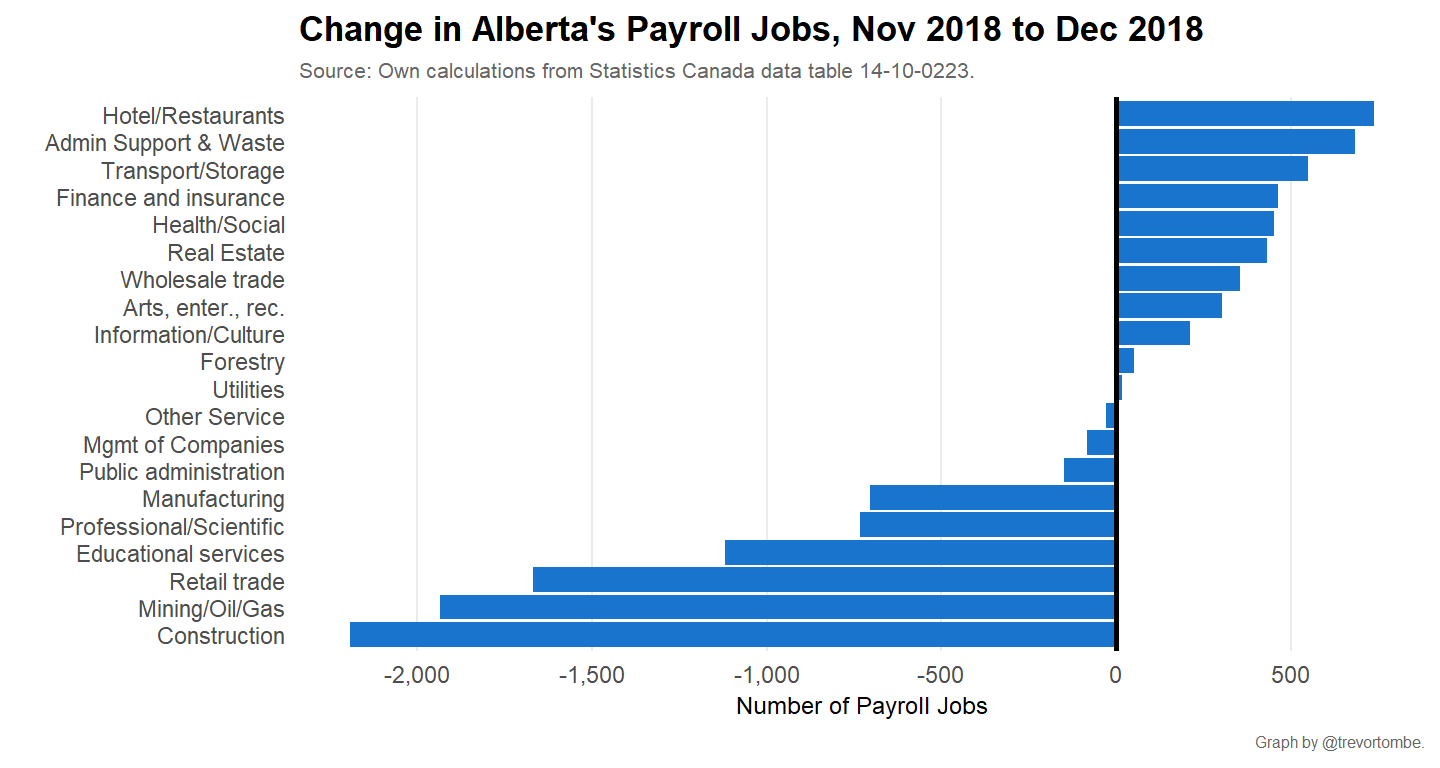 Change in Alberta's Payroll Jobs, Nov 2018 to Dec 2018
Source: Own calculations from Statistics Canada data table 14-10-0223.
Hotel/Restaurants
Admin Support & Waste
Transport/Storage
Finance and insurance
Health/Social
Real Estate
Wholesale trade
Arts, enter., rec.
Information/Culture
Forestry
Utilities
Other Service
Mgmt of Companies
Public administration
Manufacturing
Professional/Scientific
Educational services
Retail trade
Mining/Oil/Gas
Construction
-2,000 -1,500 -1,000 -500 0 500
Number of Payroll Jobs
Graph by @trevortombe.